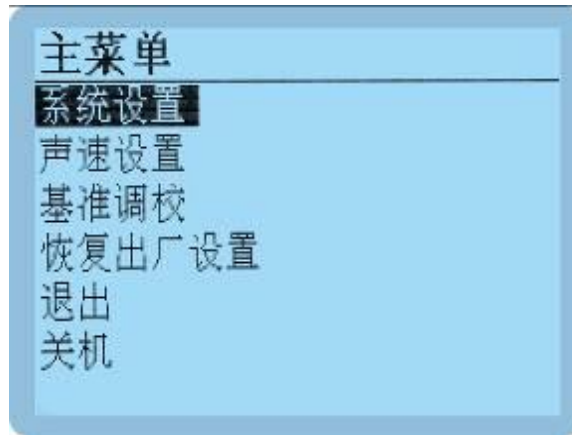 主菜单
系统设置
声速设置
基准调校
恢复出厂设置
退出
关机